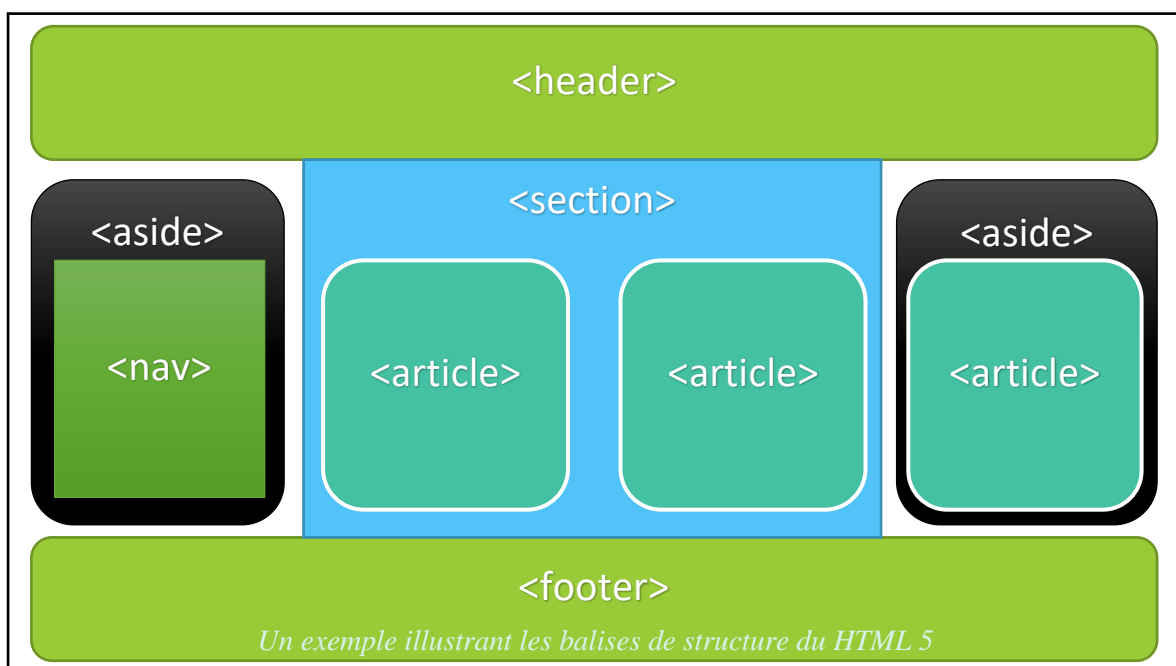 <header>
<section>
<aside>
<aside>
<nav>
<article>
<article>
<article>
<footer>
Un exemple illustrant les balises de structure du HTML 5